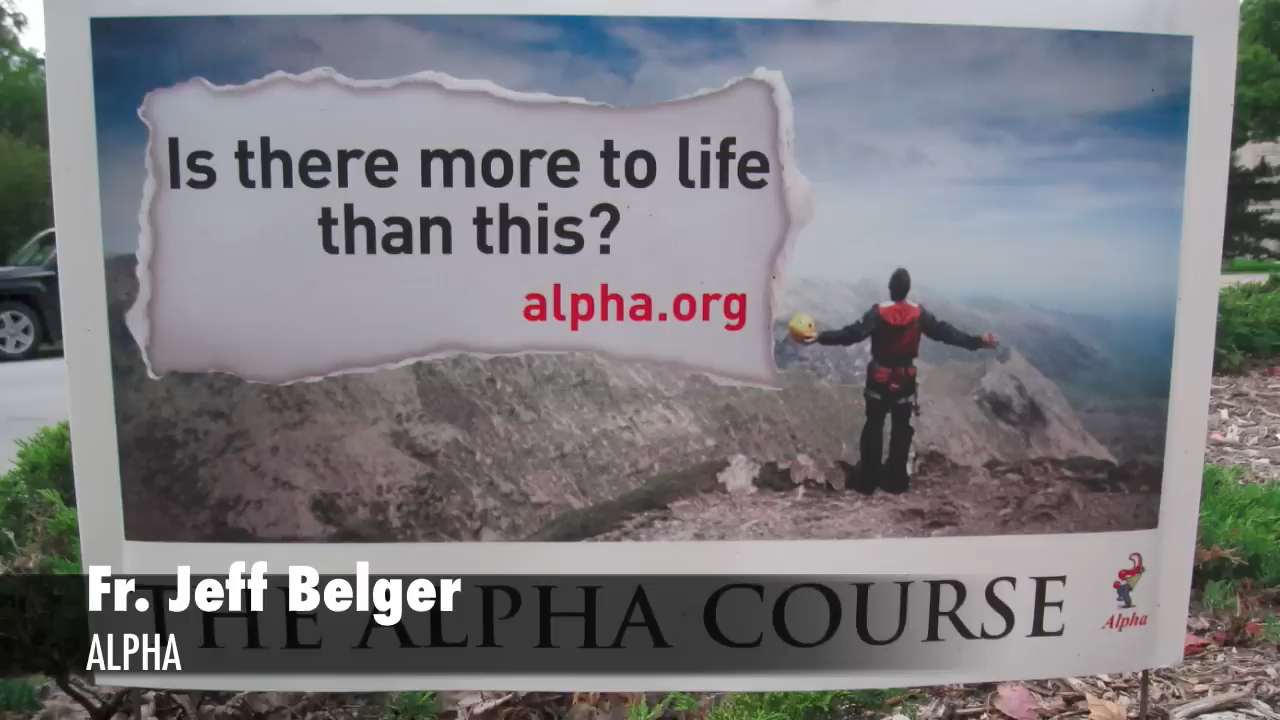 Is there more to life
than this?
alpha.org
Fr. Jeff Belger
THE ALPHA COURSE
ALPHA
Alpha